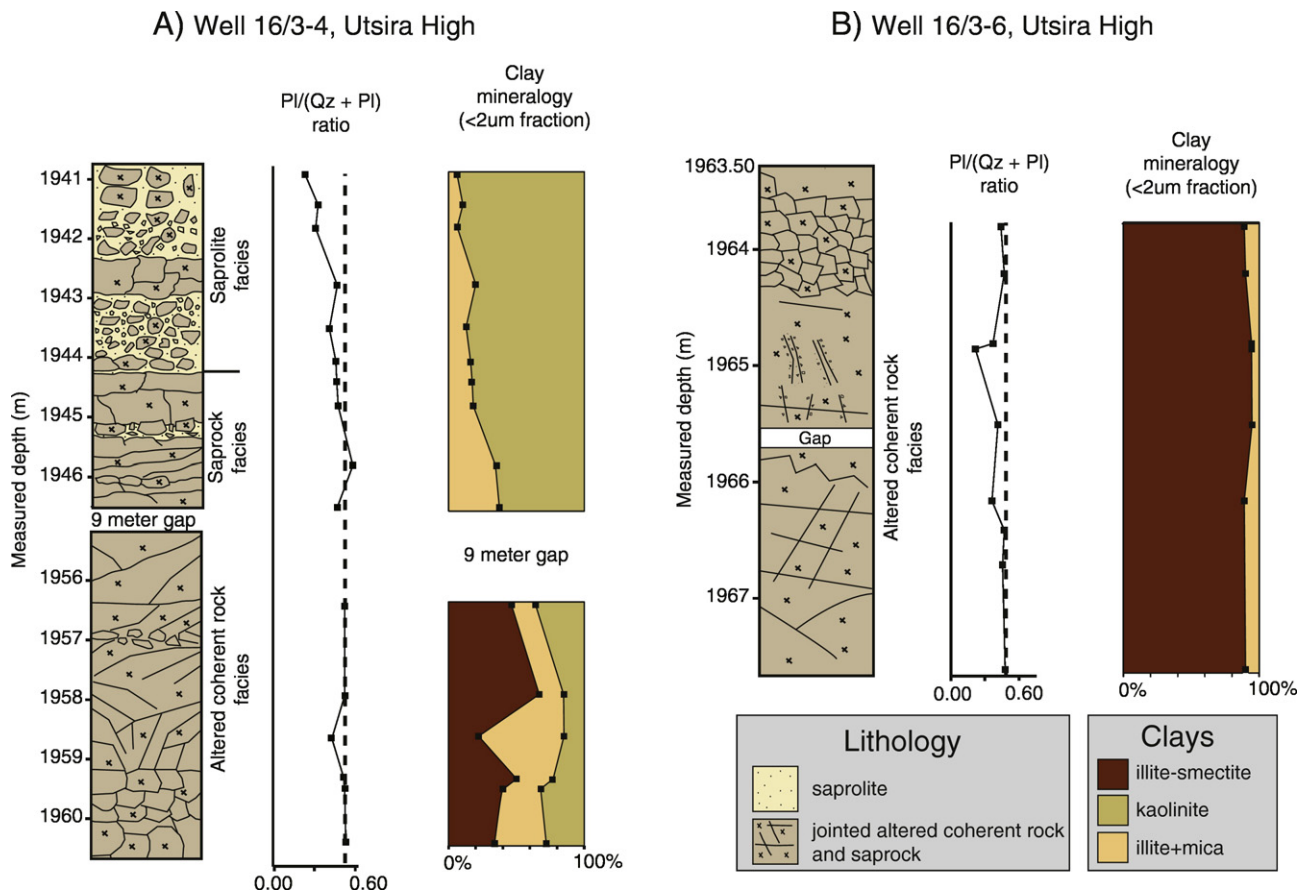 A) Well 16/3-4, Utsira High
Pl/(Qz + Pl)
ratio
Clay
mineralogy
(<2um fraction)
Measured depth (m)
1941
1942
1943
1944
1945
1946
9 meter gap
1956
1957
1958
1959
1960
Saprolite
facies
Saprock
facies
Altered coherent rock
facies
0.00
0.60
9 meter gap
0%
100%
B) Well 16/3-6, Utsira High
Pl/(Qz + Pl)
ratio
Clay
mineralogy
(<2um fraction)
Measured depth (m)
1963.50
1964
1965
Gap
1966
1967
Altered coherent rock
facies
0.00
0.60
0%
100%
Lithology
saprolite
jointed altered coherent rock
and saprock
Clays
illite-smectite
kaolinite
illite+mica